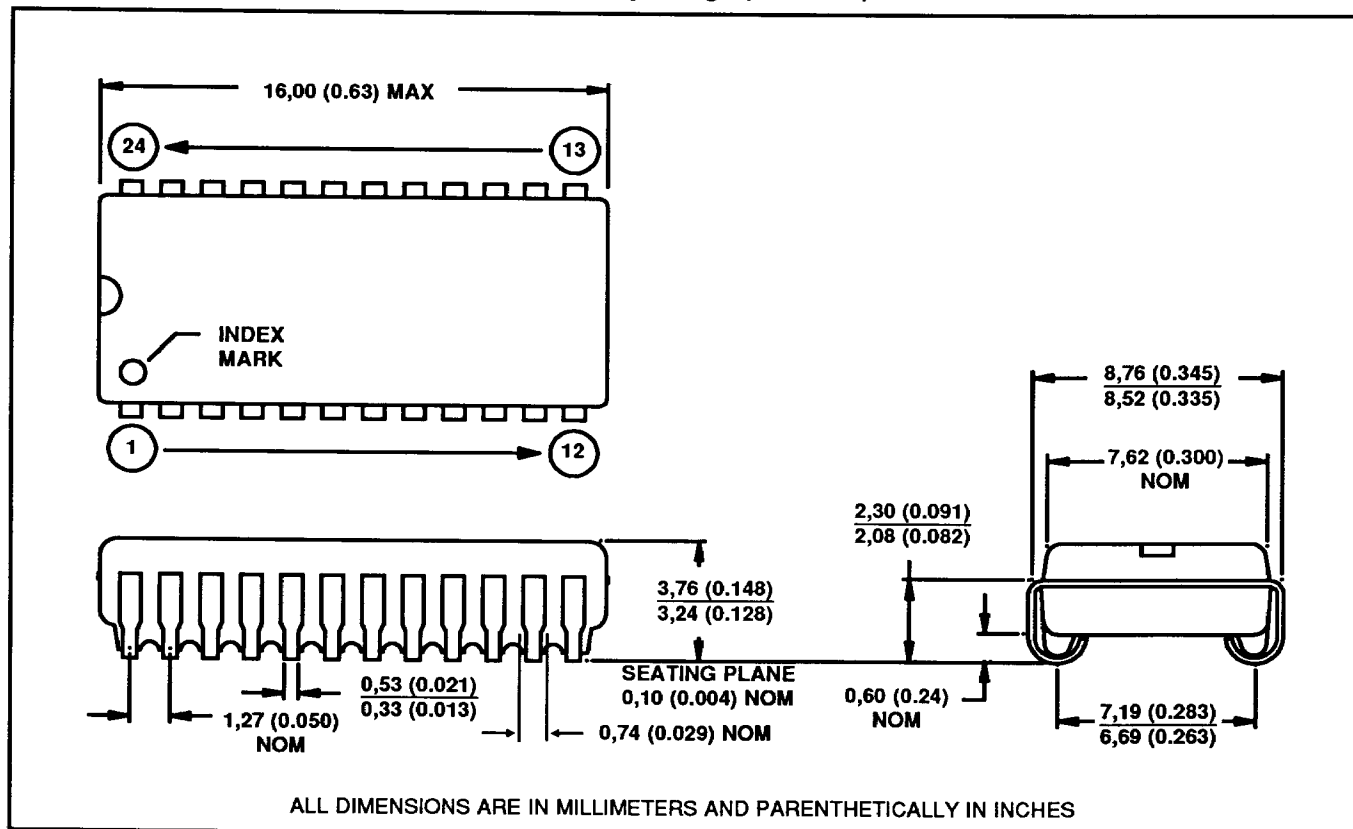 16,00 (0.63) MAX
24
13
INDEX
MARK
1
12
8,76 (0.345)
8,52 (0.335)
7,62 (0.300)
NOM
2,30 (0.091)
2,08 (0.082)
3,76 (0.148)
3,24 (0.128)
SEATING PLANE
0,10 (0.004) NOM
0,53 (0.021)
0,33 (0.013)
1,27 (0.050)
NOM
0,74 (0.029) NOM
0,60 (0.24)
NOM
7,19 (0.283)
6,69 (0.263)
ALL DIMENSIONS ARE IN MILLIMETERS AND PARENTHETICALLY IN INCHES